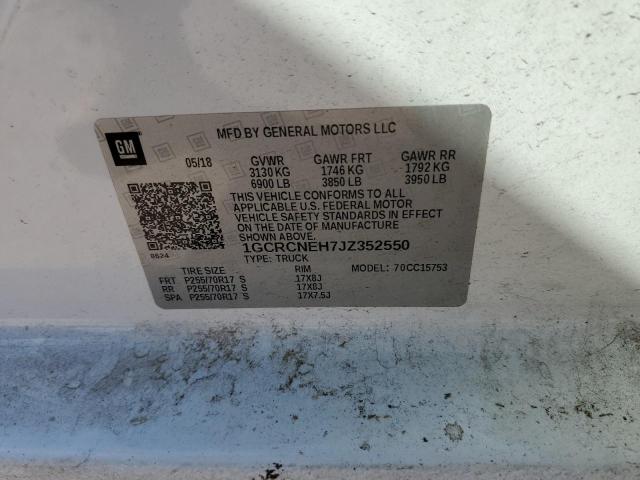 GM
MFD BY GENERAL MOTORS LLC
05/18 GVWR GAWR FRT GAWR RR
3130 KG 1746 KG 1792 KG
6900 LB 3850 LB 3950 LB
THIS VEHICLE CONFORMS TO ALL
APPLICABLE U.S. FEDERAL MOTOR
VEHICLE SAFETY STANDARDS IN EFFECT
ON THE DATE OF MANUFACTURE
SHOWN ABOVE.
1GCRCNEH7JZ352550
0524
TYPE: TRUCK MODEL: 70CC15753
TIRE SIZE RIM
FRT P255/70R17 S 17X8J
RR P255/70R17 S 17X8J
SPA P255/70R17 S 17X7.5J